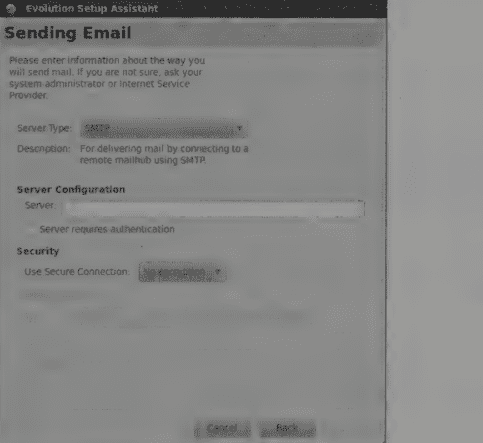 Evolution Setup Assistant
Sending Email
Please enter information about the way you
will send mail. If you are not sure, ask your
system administrator or Internet Service
Provider.
Server Type: SMTP
Description: For delivering mail by connecting to a
remote mailhub using SMTP.
Server Configuration
Server
Server requires authentication
Security
Use Secure Connection: No encryption
Cancel Back